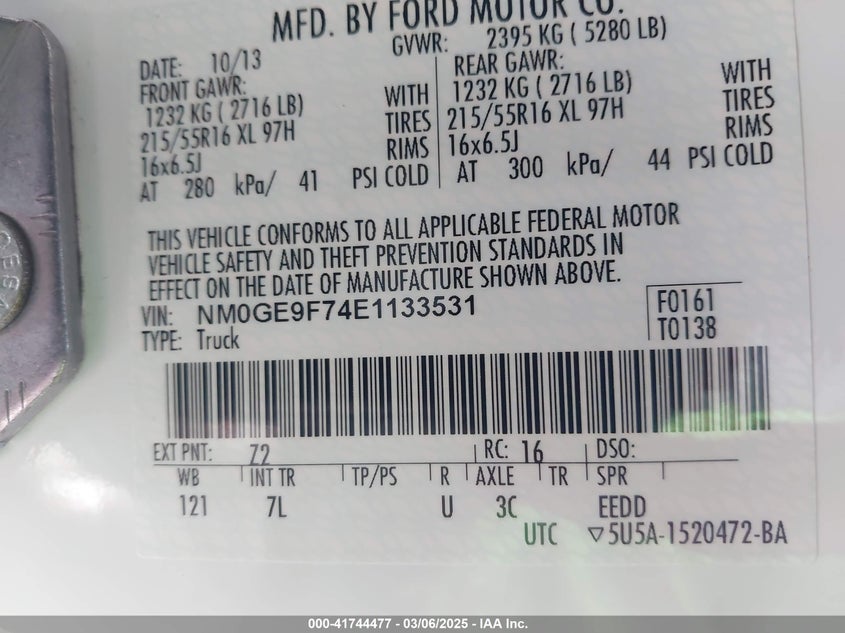 MFD. BY FORD MOTOR CO.
GVWR: 2395 KG ( 5280 LB)
DATE: 10/13
FRONT GAWR:
1232 KG ( 2716 LB) WITH
215/55R16 XL 97H TIRES
16x6.5J RIMS
AT 280 kPa/ 41 PSI COLD
REAR GAWR:
1232 KG ( 2716 LB) WITH
215/55R16 XL 97H TIRES
16x6.5J RIMS
AT 300 kPa/ 44 PSI COLD
THIS VEHICLE CONFORMS TO ALL APPLICABLE FEDERAL MOTOR
VEHICLE SAFETY AND THEFT PREVENTION STANDARDS IN
EFFECT ON THE DATE OF MANUFACTURE SHOWN ABOVE.
VIN: NM0GE9F74E1133531
TYPE: Truck
F0161
T0138
EXT PNT: Z2 RC: 16 DSO:
WB INT TR TP/PS R AXLE TR SPR
121 7L U 3C EEDD
UTC ▽5U5A-1520472-BA
000-41744477 - 03/06/2025 - IAA Inc.